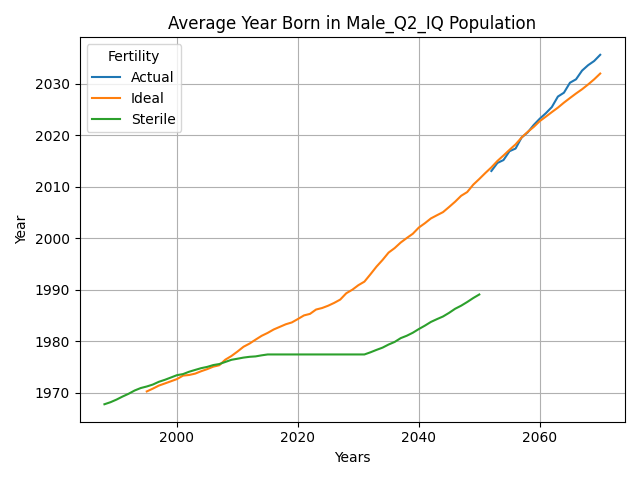 Average Year Born in Male_Q2_IQ Population
Fertility
Actual
Ideal
Sterile
Year
2030
2020
2010
2000
1990
1980
1970
2000 2020 2040 2060
Years